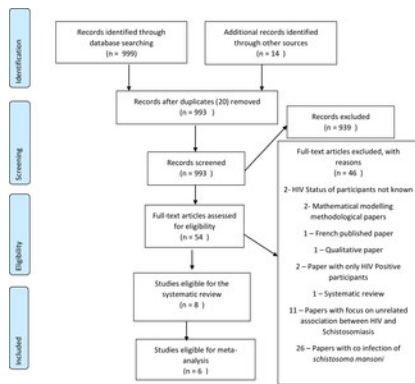 Identification
Records identified through
database searching
(n = 999)
Additional records identified
through other sources
(n = 14 )
Records after duplicates (20) removed
(n = 993 )
Screening
Records screened
(n = 993 )
Records excluded
(n = 939)
Eligibility
Full-text articles assessed
for eligibility
(n = 54 )
Full-text articles excluded, with
reasons
(n = 46 )
2- HIV Status of participants not known
2- Mathematical modelling
methodological papers
1 – French published paper
1 – Qualitative paper
2 – Paper with only HIV Positive
participants
1 – Systematic review
11 – Papers with focus on unrelated
association between HIV and
Schistosomiasis
26 – Papers with co infection of
schistosoma mansoni
Included
Studies eligible for the
systematic review
(n = 8 )
Studies eligible for meta-
analysis
(n = 6 )